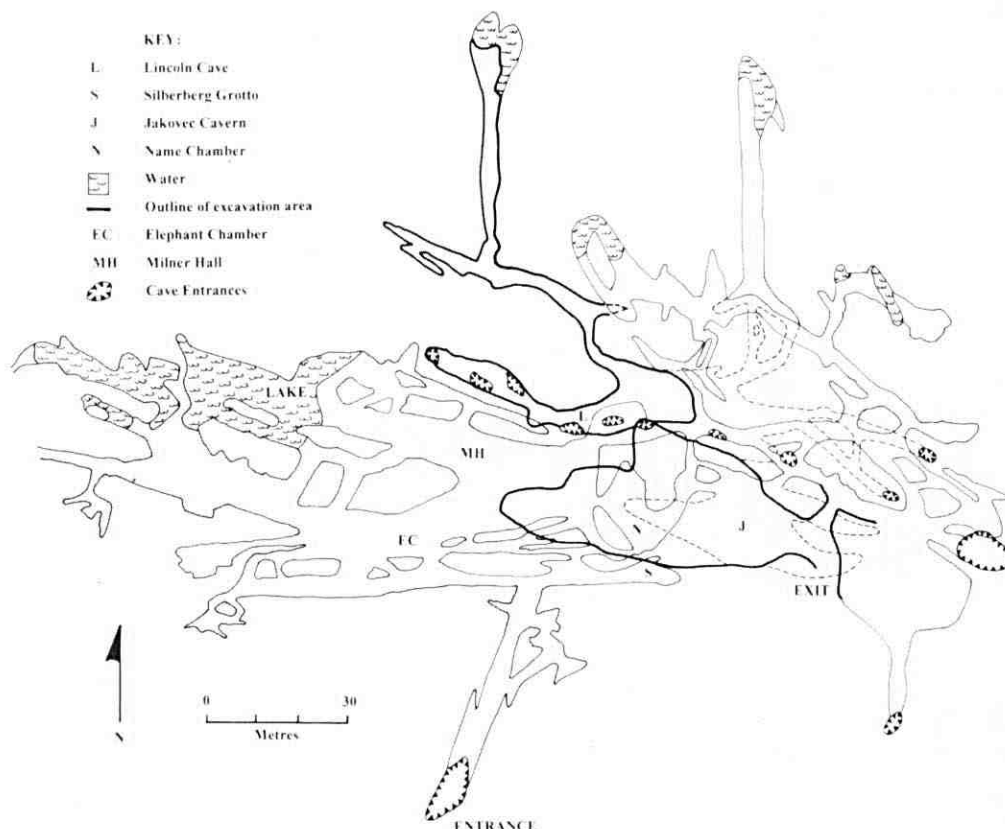 KEY:
L Lincoln Cave
S Silberberg Grotto
J Jakovec Cavern
N Name Chamber
Water
Outline of excavation area
EC Elephant Chamber
MH Milner Hall
Cave Entrances
LAKE
L
MH
N
J
EC
S
EXIT
N
0 30
Metres
ENTRANCE